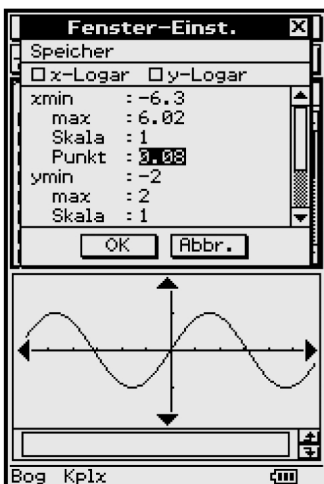 Fenster-Einst. X
Speicher
x-Logar y-Logar
xmin :-6.3
max :6.02
Skala :1
Punkt :0.08
ymin :-2
max :2
Skala :1
OK Abbr.
Bog Kplx